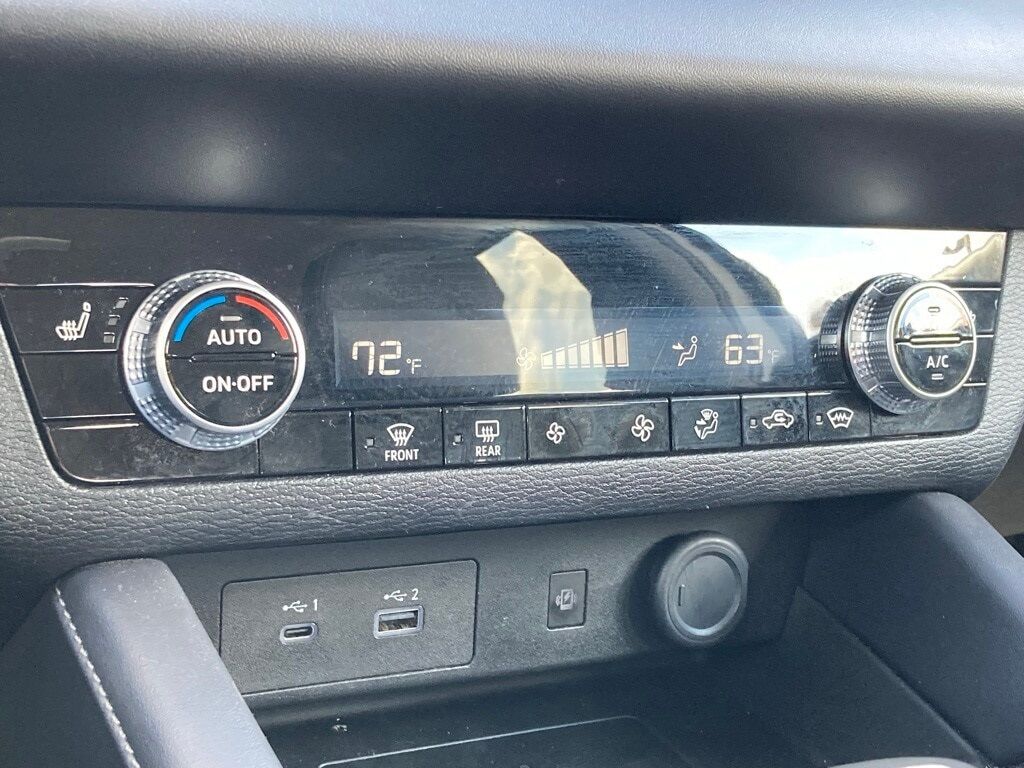 AUTO
ON•OFF
72°F
63°F
A/C
FRONT
REAR
1
2